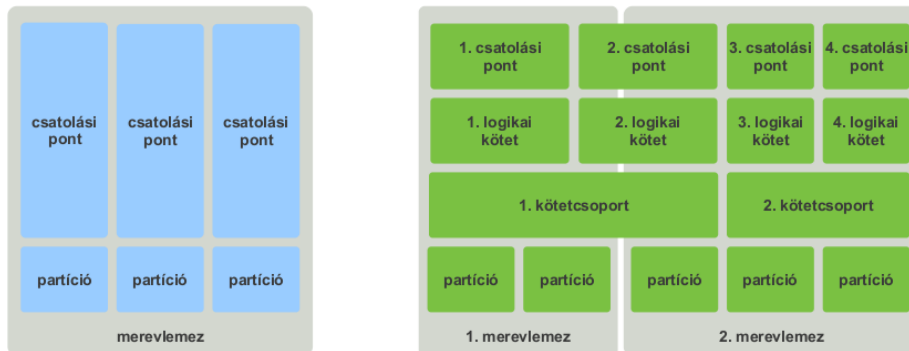 csatolási
pont
csatolási
pont
csatolási
pont
partíció
partíció
partíció
merevlemez
1. csatolási
pont
2. csatolási
pont
3. csatolási
pont
4. csatolási
pont
1. logikai
kötet
2. logikai
kötet
3. logikai
kötet
4. logikai
kötet
1. kötetcsoport
2. kötetcsoport
partíció
partíció
partíció
partíció
partíció
1. merevlemez
2. merevlemez